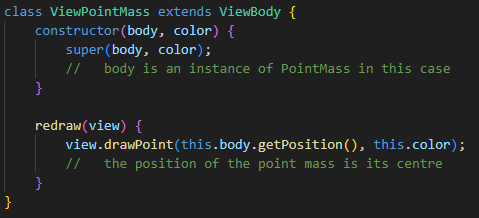 class ViewPointMass extends ViewBody {
    constructor(body, color) {
        super(body, color);
        //   body is an instance of PointMass in this case
    }

    redraw(view) {
        view.drawPoint(this.body.getPosition(), this.color);
        //   the position of the point mass is its centre
    }
}